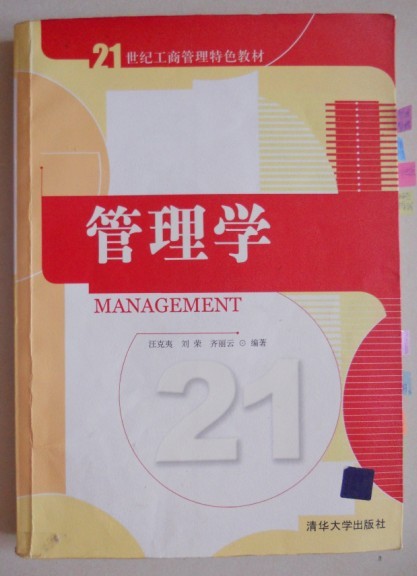 21世纪工商管理特色教材
管理学
MANAGEMENT
汪克夷 刘荣 齐丽云 ⊙ 编著
21
清华大学出版社